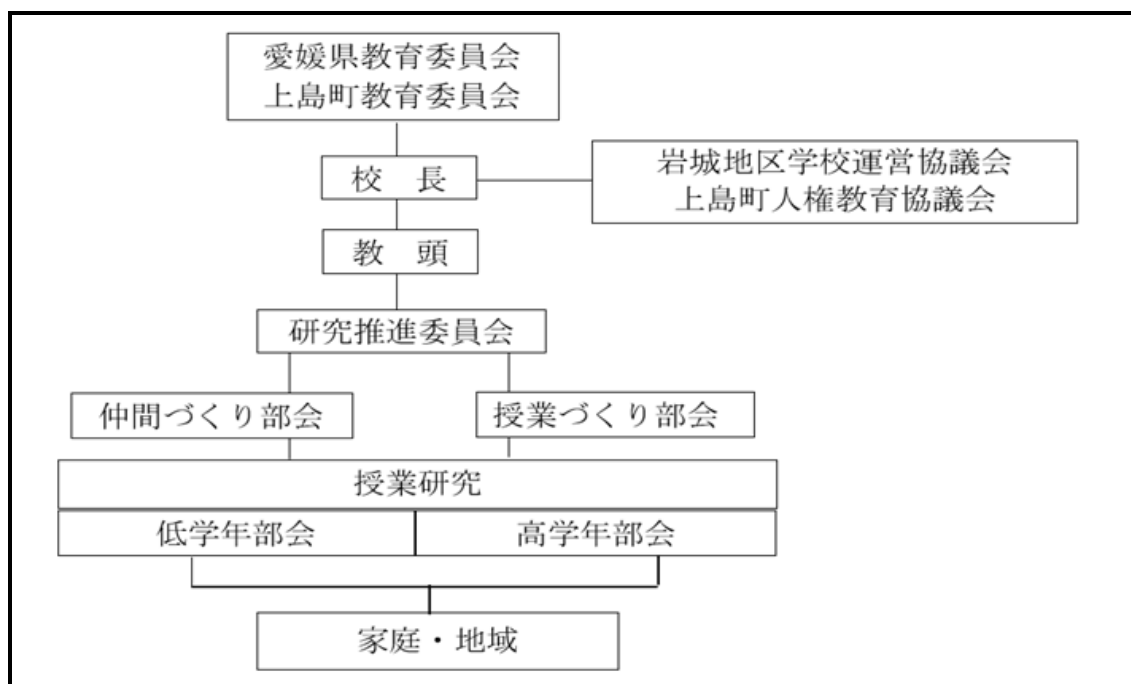 愛媛県教育委員会
上島町教育委員会
校　長
岩城地区学校運営協議会
上島町人権教育協議会
教　頭
研究推進委員会
仲間づくり部会
授業づくり部会
授業研究
低学年部会
高学年部会
家庭・地域